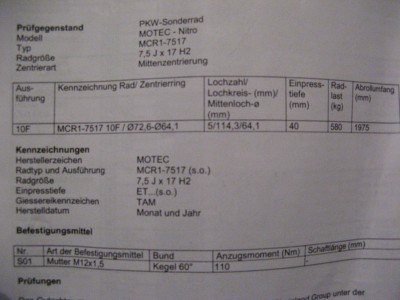 Prüfgegenstand PKW-Sonderrad
Modell MOTEC - Nitro
Typ MCR1-7517
Radgröße 7,5 J x 17 H2
Zentrierart Mittenzentrierung
Aus- Kennzeichnung Rad/ Zentrierring Lochzahl/ Einpress- Rad- Abrollumfang
führung Lochkreis- (mm)/ tiefe last (mm)
Mittenloch-ø (mm) (kg)
(mm)
10F MCR1-7517 10F / Ø72,6-Ø64,1 5/114,3/64,1 40 580 1975
Kennzeichnungen
Herstellerzeichen MOTEC
Radtyp und Ausführung MCR1-7517 (s.o.)
Radgröße 7,5 J x 17 H2
Einpresstiefe ET...(s.o.)
Giessereikennzeichen TAM
Herstelldatum Monat und Jahr
Befestigungsmittel
Nr. Art der Befestigungsmittel Bund Anzugsmoment (Nm) Schaftlänge (mm)
S01 Mutter M12x1,5 Kegel 60° 110 -
Prüfungen
Group unter der